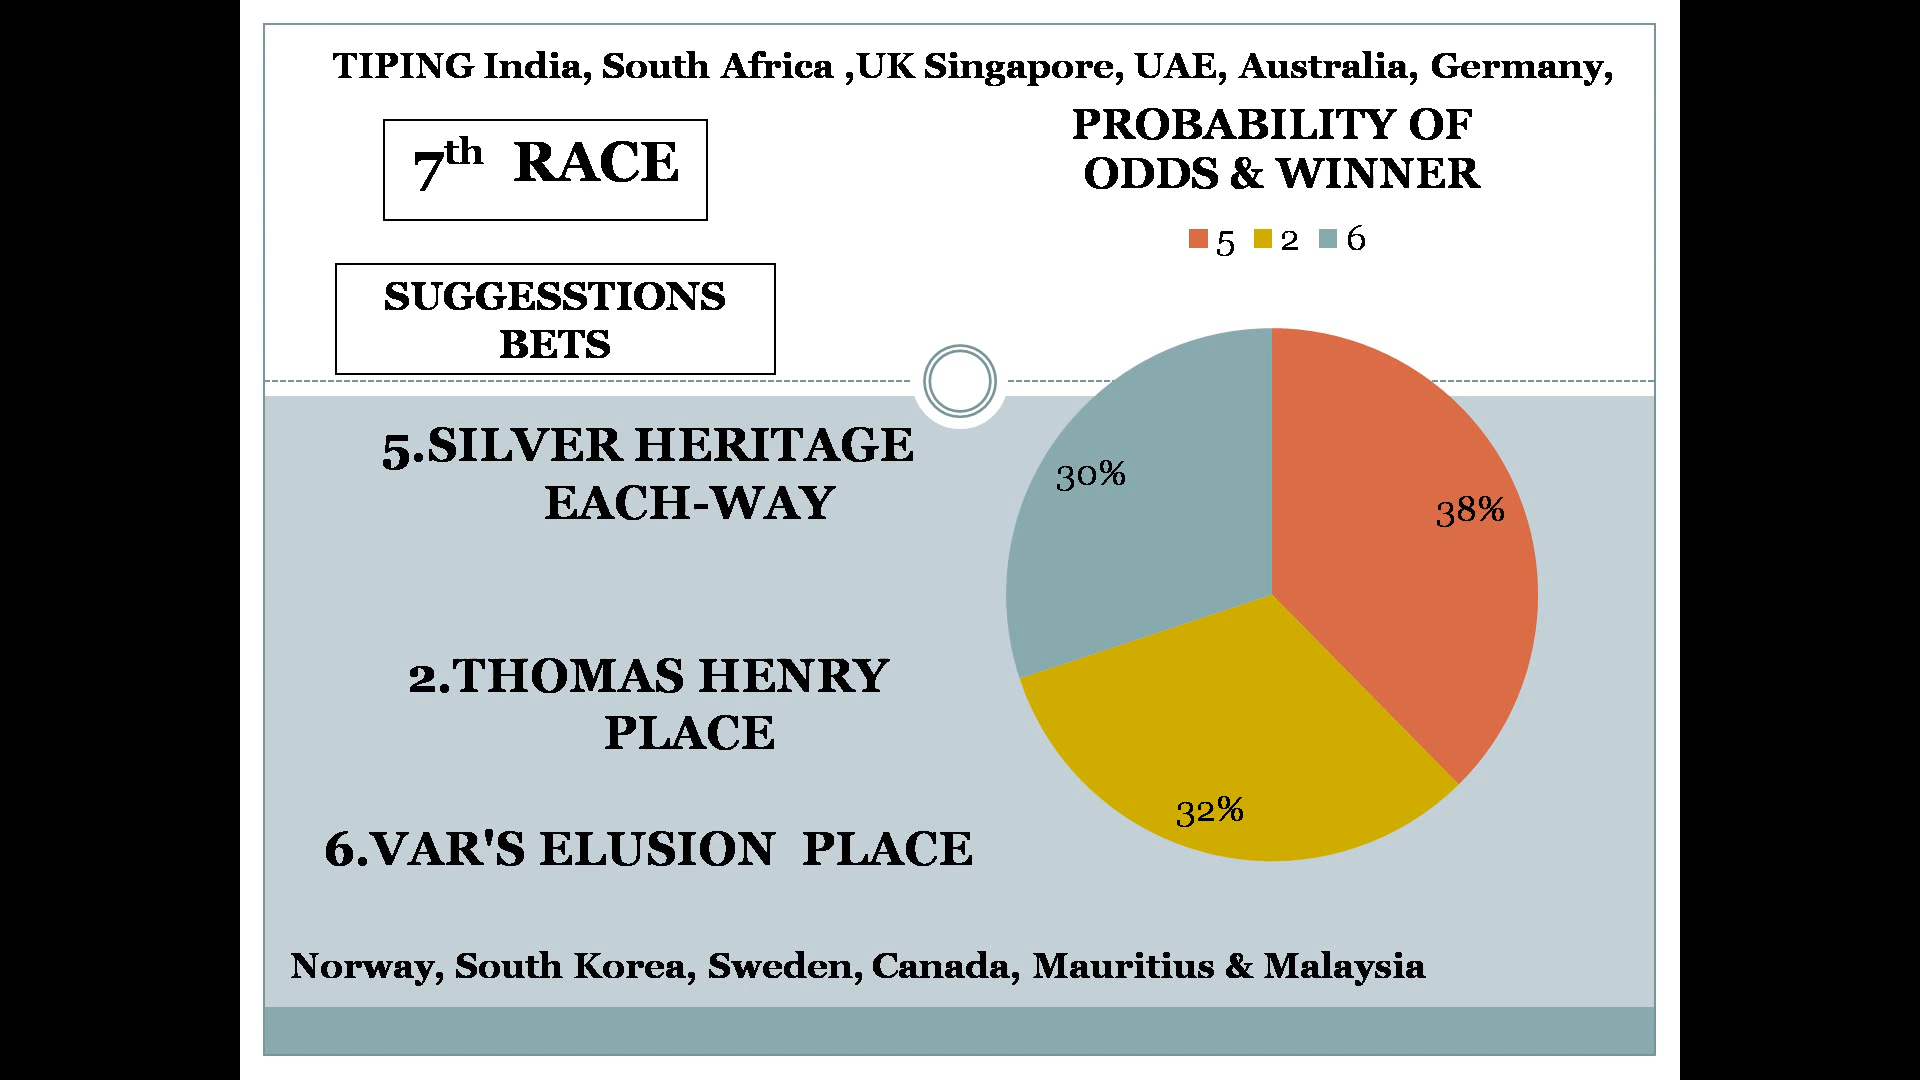 TIPING India, South Africa ,UK Singapore, UAE, Australia, Germany,
7th RACE
SUGGESSTIONS
BETS
5.SILVER HERITAGE
EACH-WAY
2.THOMAS HENRY
PLACE
6.VAR'S ELUSION PLACE
PROBABILITY OF
ODDS & WINNER
5 2 6
30%
38%
32%
Norway, South Korea, Sweden, Canada, Mauritius & Malaysia